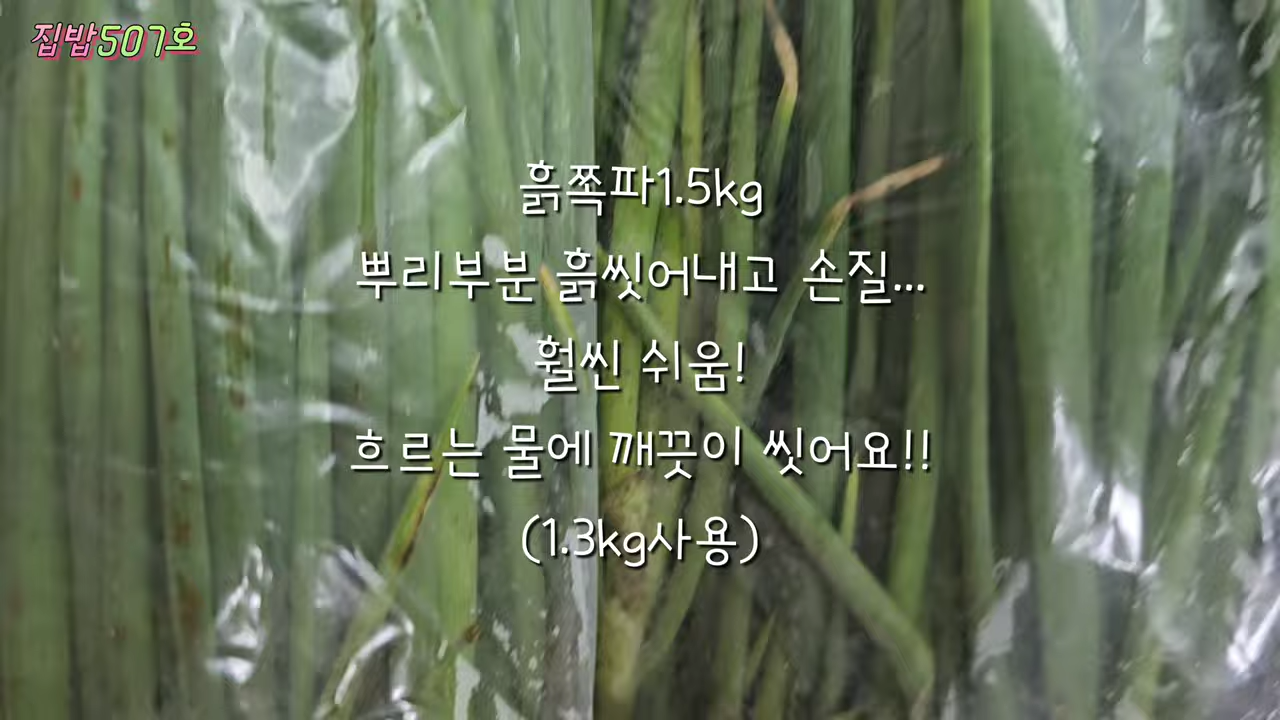 집밥507호
흙쪽파1.5kg
뿌리부분 흙씻어내고 손질...
훨씬 쉬움!
흐르는 물에 깨끗이 씻어요!!
(1.3kg사용)